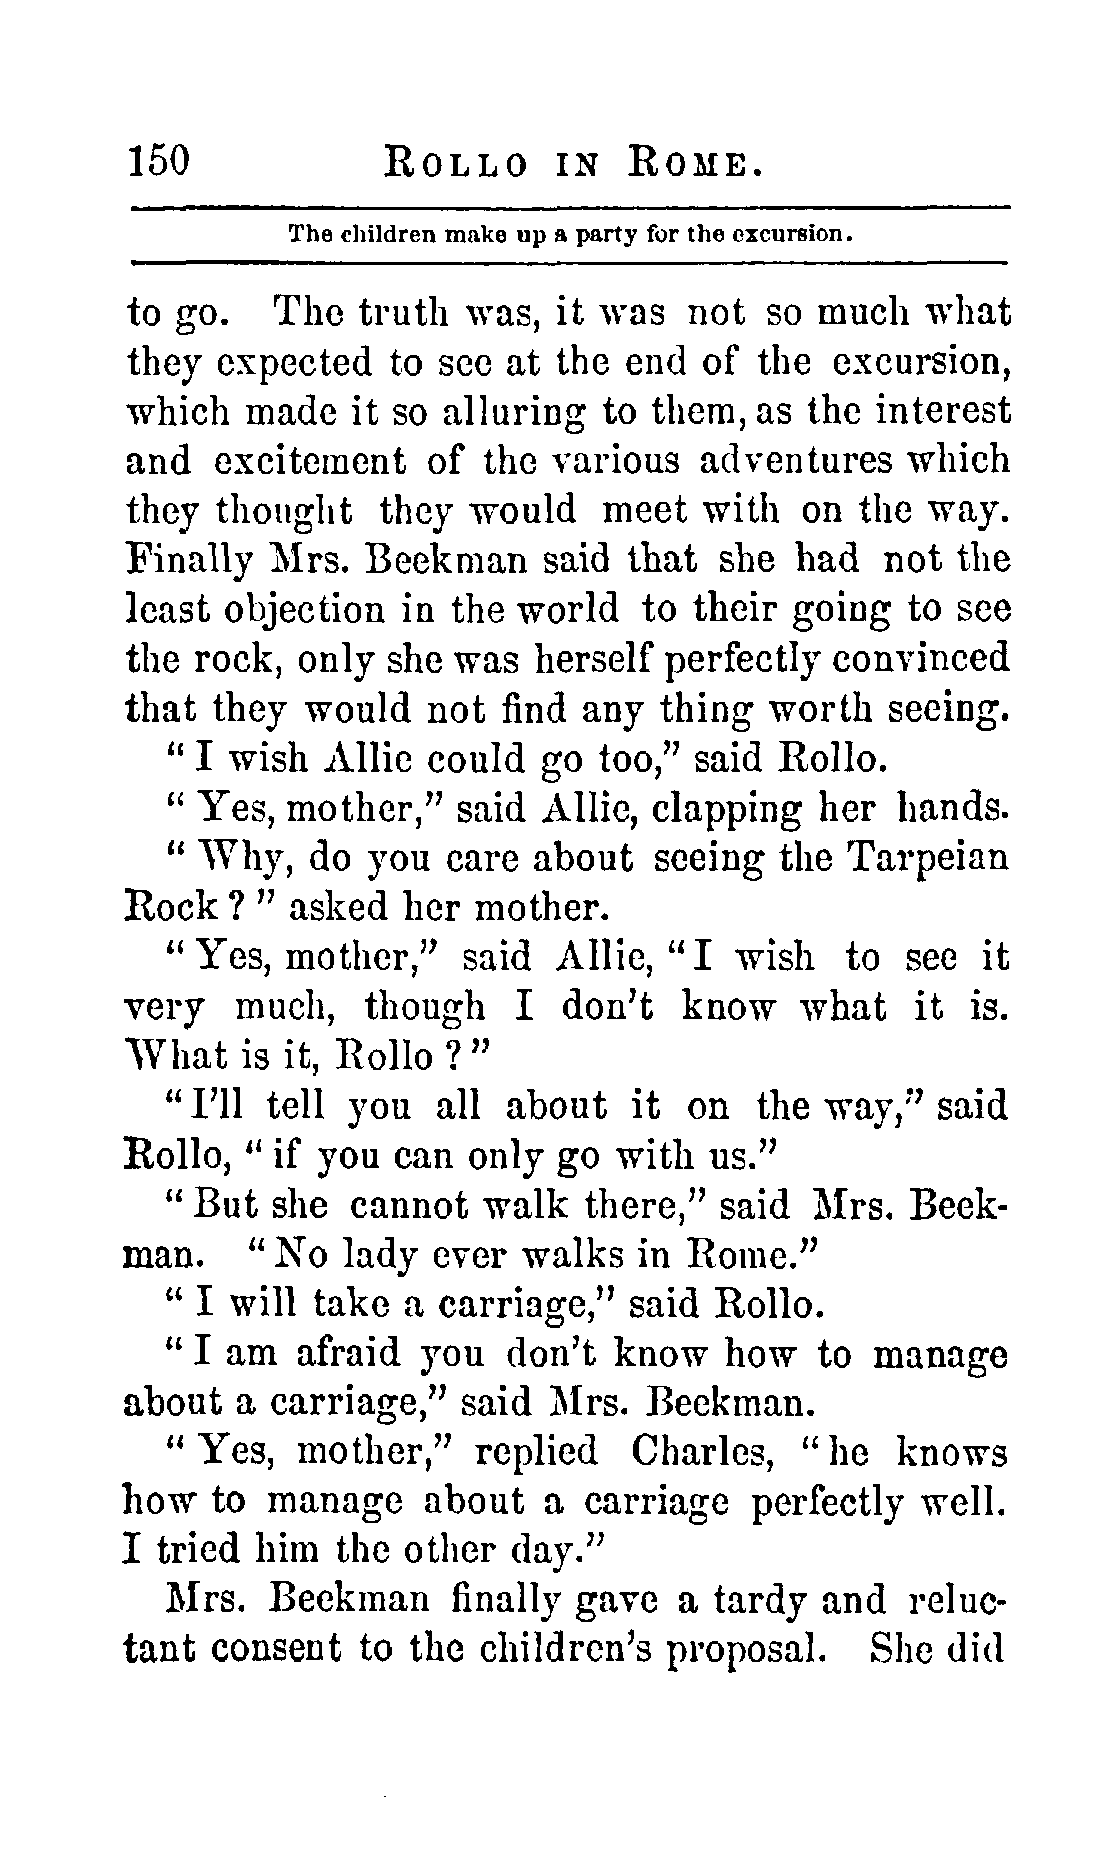 150 ROLLO IN ROME.
The children make up a party for the excursion.
to go. The truth was, it was not so much what
they expected to see at the end of the excursion,
which made it so alluring to them, as the interest
and excitement of the various adventures which
they thought they would meet with on the way.
Finally Mrs. Beekman said that she had not the
least objection in the world to their going to see
the rock, only she was herself perfectly convinced
that they would not find any thing worth seeing.
"I wish Allie could go too," said Rollo.
"Yes, mother," said Allie, clapping her hands.
"Why, do you care about seeing the Tarpeian
Rock?" asked her mother.
"Yes, mother," said Allie, "I wish to see it
very much, though I don't know what it is.
What is it, Rollo?"
"I'll tell you all about it on the way," said
Rollo, "if you can only go with us."
"But she cannot walk there," said Mrs. Beek-
man. "No lady ever walks in Rome."
"I will take a carriage," said Rollo.
"I am afraid you don't know how to manage
about a carriage," said Mrs. Beekman.
"Yes, mother," replied Charles, "he knows
how to manage about a carriage perfectly well.
I tried him the other day."
Mrs. Beekman finally gave a tardy and reluc-
tant consent to the children's proposal. She did